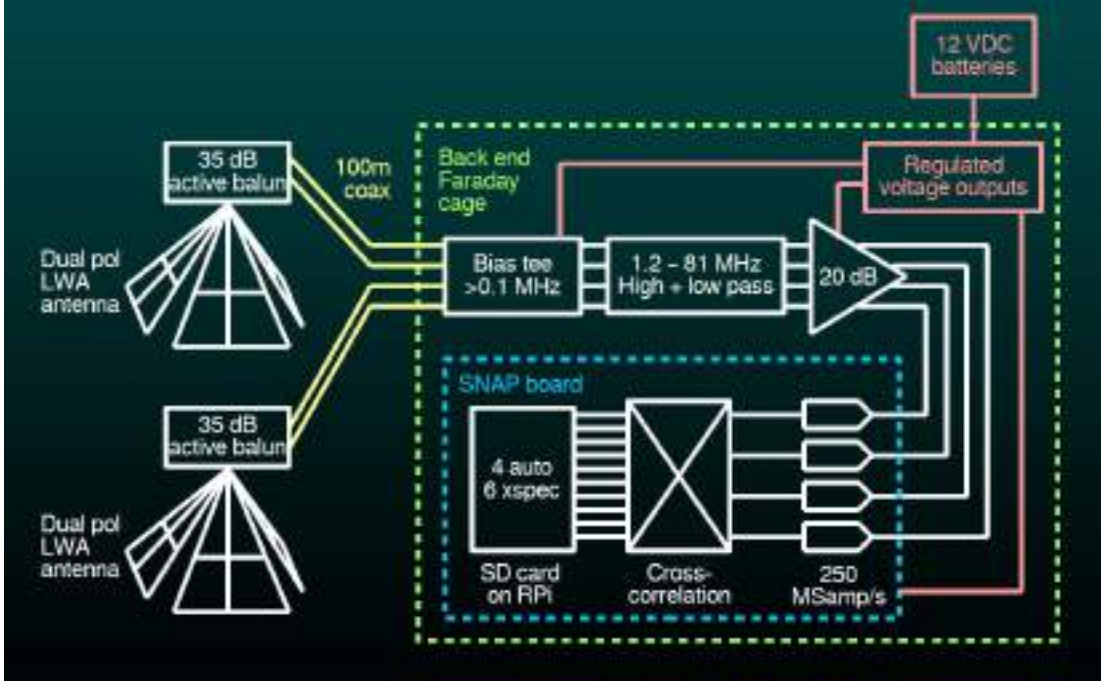 12 VDC
batteries
35 dB
active balun
100m
coax
Back end
Faraday
cage
Regulated
voltage outputs
Dual pol
LWA
antenna
Bias tee
>0.1 MHz
1.2 – 81 MHz
High + low pass
20 dB
SNAP board
35 dB
active balun
4 auto
6 xspec
Dual pol
LWA
antenna
SD card
on RPi
Cross-
correlation
250
MSamp/s